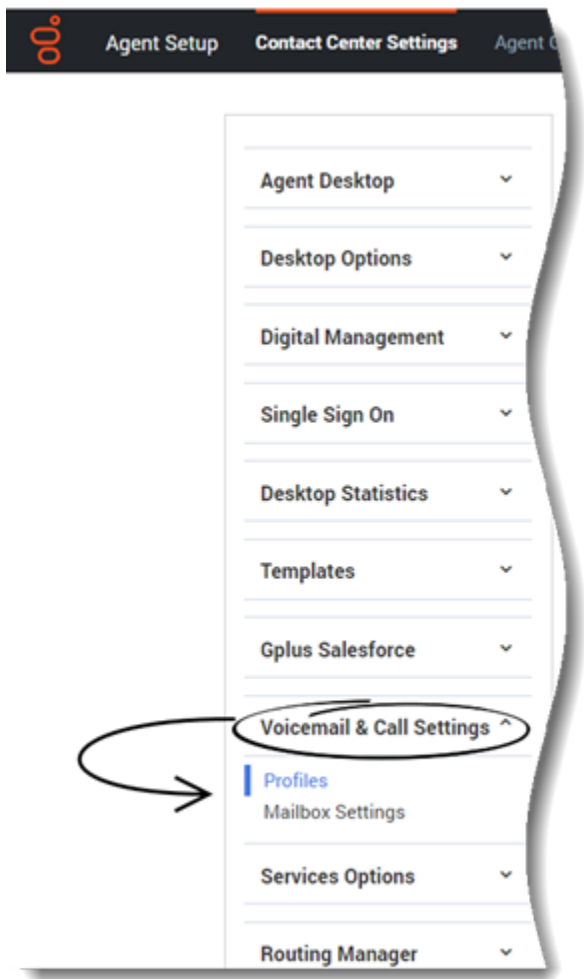 Agent Setup Contact Center Settings Agent
Agent Desktop
Desktop Options
Digital Management
Single Sign On
Desktop Statistics
Templates
Gplus Salesforce
Voicemail & Call Settings
Profiles
Mailbox Settings
Services Options
Routing Manager